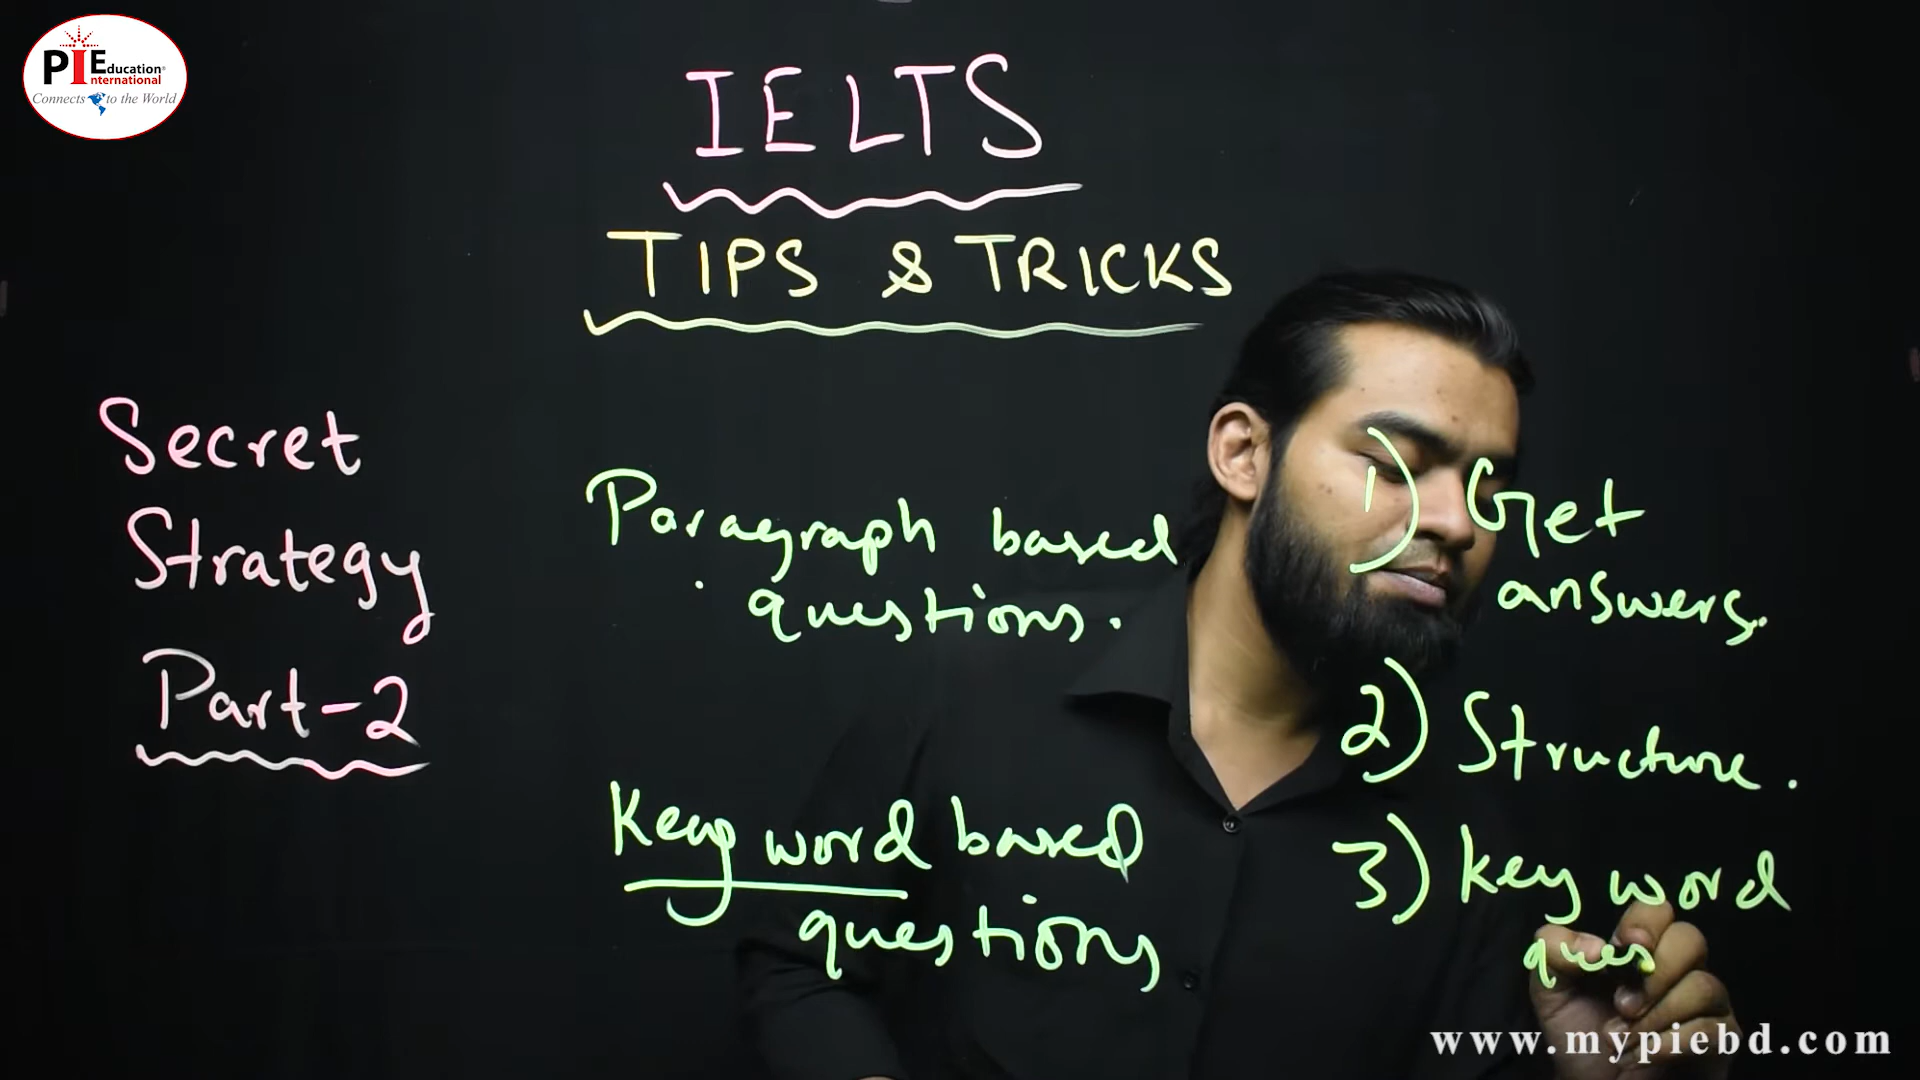 PIEducation
International
Connects to the World
IELTS
TIPS & TRICKS
Secret
Strategy
Part-2
Paragraph based
questions.
Key word based
questions
1) Get
answers.
2) Structure.
3) Key word
ques
www.mypiebd.com